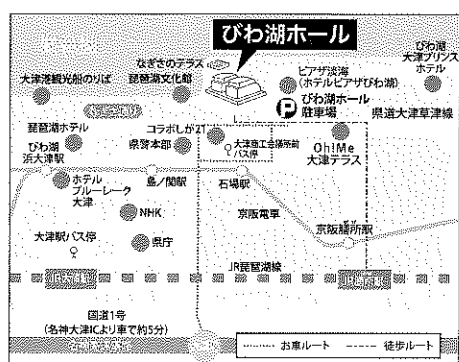 びわ湖ホール
なぎさのテラス
大津港観光船のりば
琵琶湖文化館
ピアザ淡海
(ホテルピアザびわ湖)
びわ湖
大津プリンス
ホテル
P
びわ湖ホール
駐車場
県道大津草津線
琵琶湖ホテル
コラボしが21
県警本部
大津商工会議所前
バス停
Oh!Me
大津テラス
びわ湖
浜大津駅
島ノ関駅
石場駅
ホテル
ブルーレーク
大津
NHK
京阪電車
京阪膳所駅
大津駅バス停
県庁
JR琵琶湖線
国道1号
(名神大津ICより車で約5分)
お車ルート
徒歩ルート